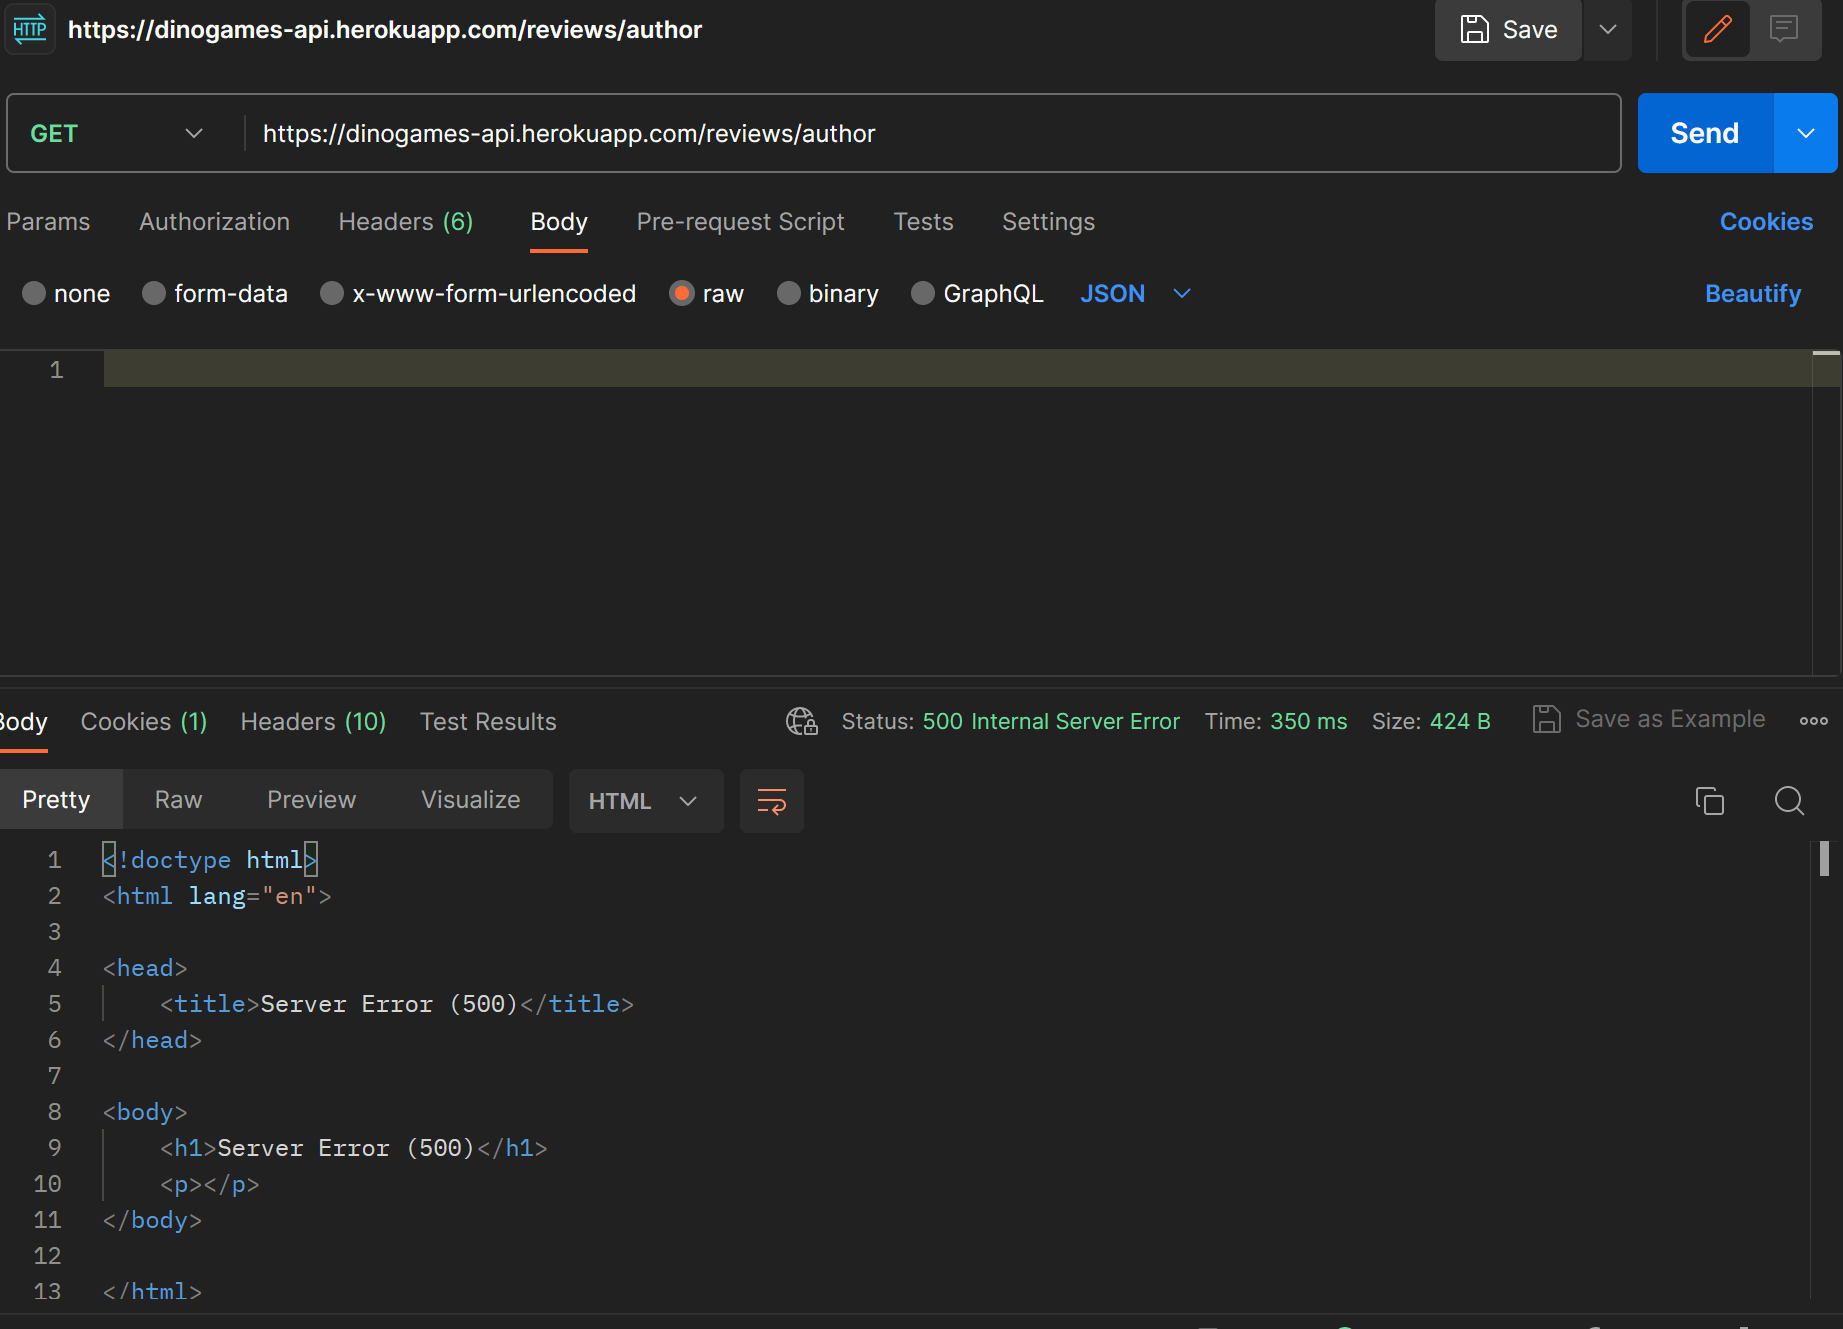 HTTP https://dinogames-api.herokuapp.com/reviews/author Save
GET https://dinogames-api.herokuapp.com/reviews/author Send
Params Authorization Headers (6) Body Pre-request Script Tests Settings Cookies
none form-data x-www-form-urlencoded raw binary GraphQL JSON Beautify
1
Body Cookies (1) Headers (10) Test Results Status: 500 Internal Server Error Time: 350 ms Size: 424 B Save as Example
Pretty Raw Preview Visualize HTML
1 <!doctype html>
2 <html lang="en">
3
4 <head>
5 <title>Server Error (500)</title>
6 </head>
7
8 <body>
9 <h1>Server Error (500)</h1>
10 <p></p>
11 </body>
12
13 </html>